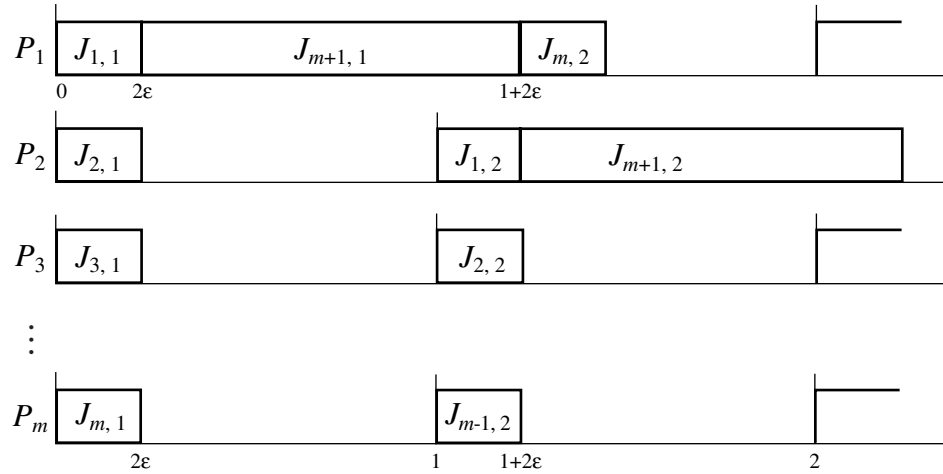 P1 J1, 1 Jm+1, 1 Jm, 2
0 2ε 1+2ε
P2 J2, 1 J1, 2 Jm+1, 2
P3 J3, 1 J2, 2
⋮
Pm Jm, 1 Jm-1, 2
2ε 1 1+2ε 2